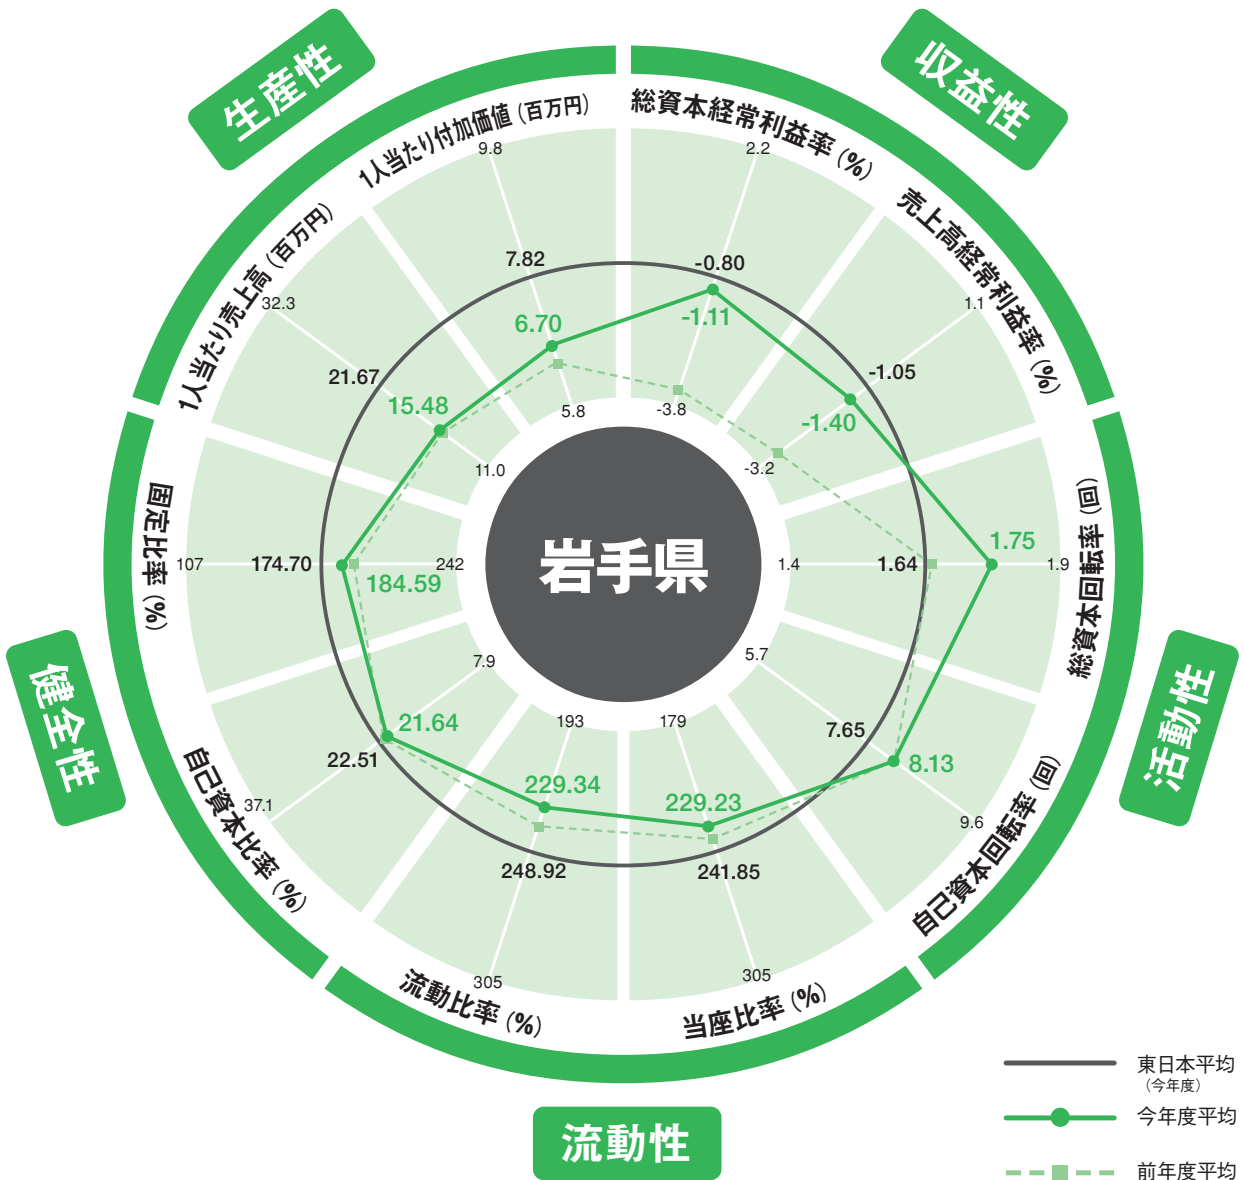 生産性
収益性
1人当たり付加価値（百万円）
総資本経常利益率（%）
9.8
2.2
売上高経常利益率（%）
1人当たり売上高（百万円）
7.82
-0.80
32.3
1.1
6.70
-1.11
21.67
-1.05
15.48
5.8
-3.8
-1.40
11.0
-3.2
固定比率（%）
総資本回転率（回）
107
174.70
184.59
242
岩手県
1.4
1.64
1.75
1.9
健全性
活動性
7.9
5.7
21.64
193
179
7.65
22.51
8.13
229.34
229.23
37.1
9.6
自己資本比率（%）
自己資本回転率（回）
248.92
241.85
305
305
流動比率（%）
当座比率（%）
流動性
東日本平均
（今年度）
今年度平均
前年度平均